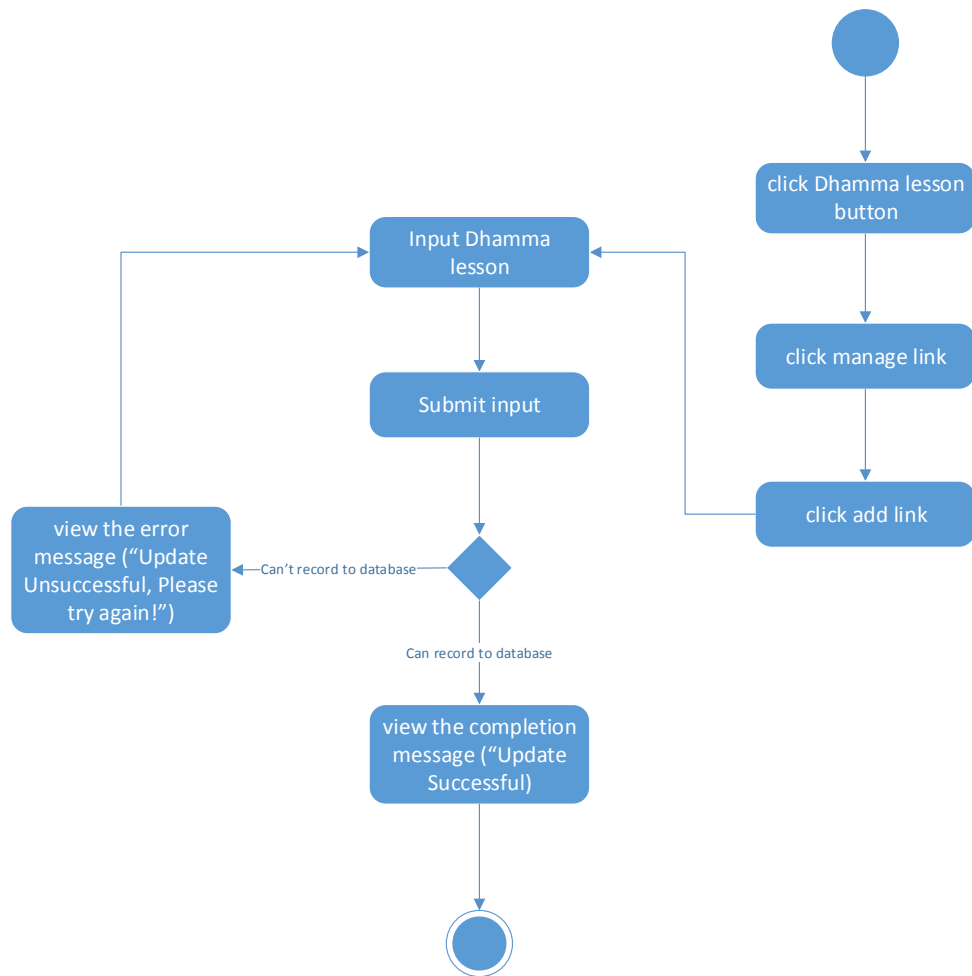 click Dhamma lesson
button
click manage link
click add link
Input Dhamma
lesson
Submit input
Can’t record to database
view the error
message (“Update
Unsuccessful, Please
try again!”)
Can record to database
view the completion
message (“Update
Successful)